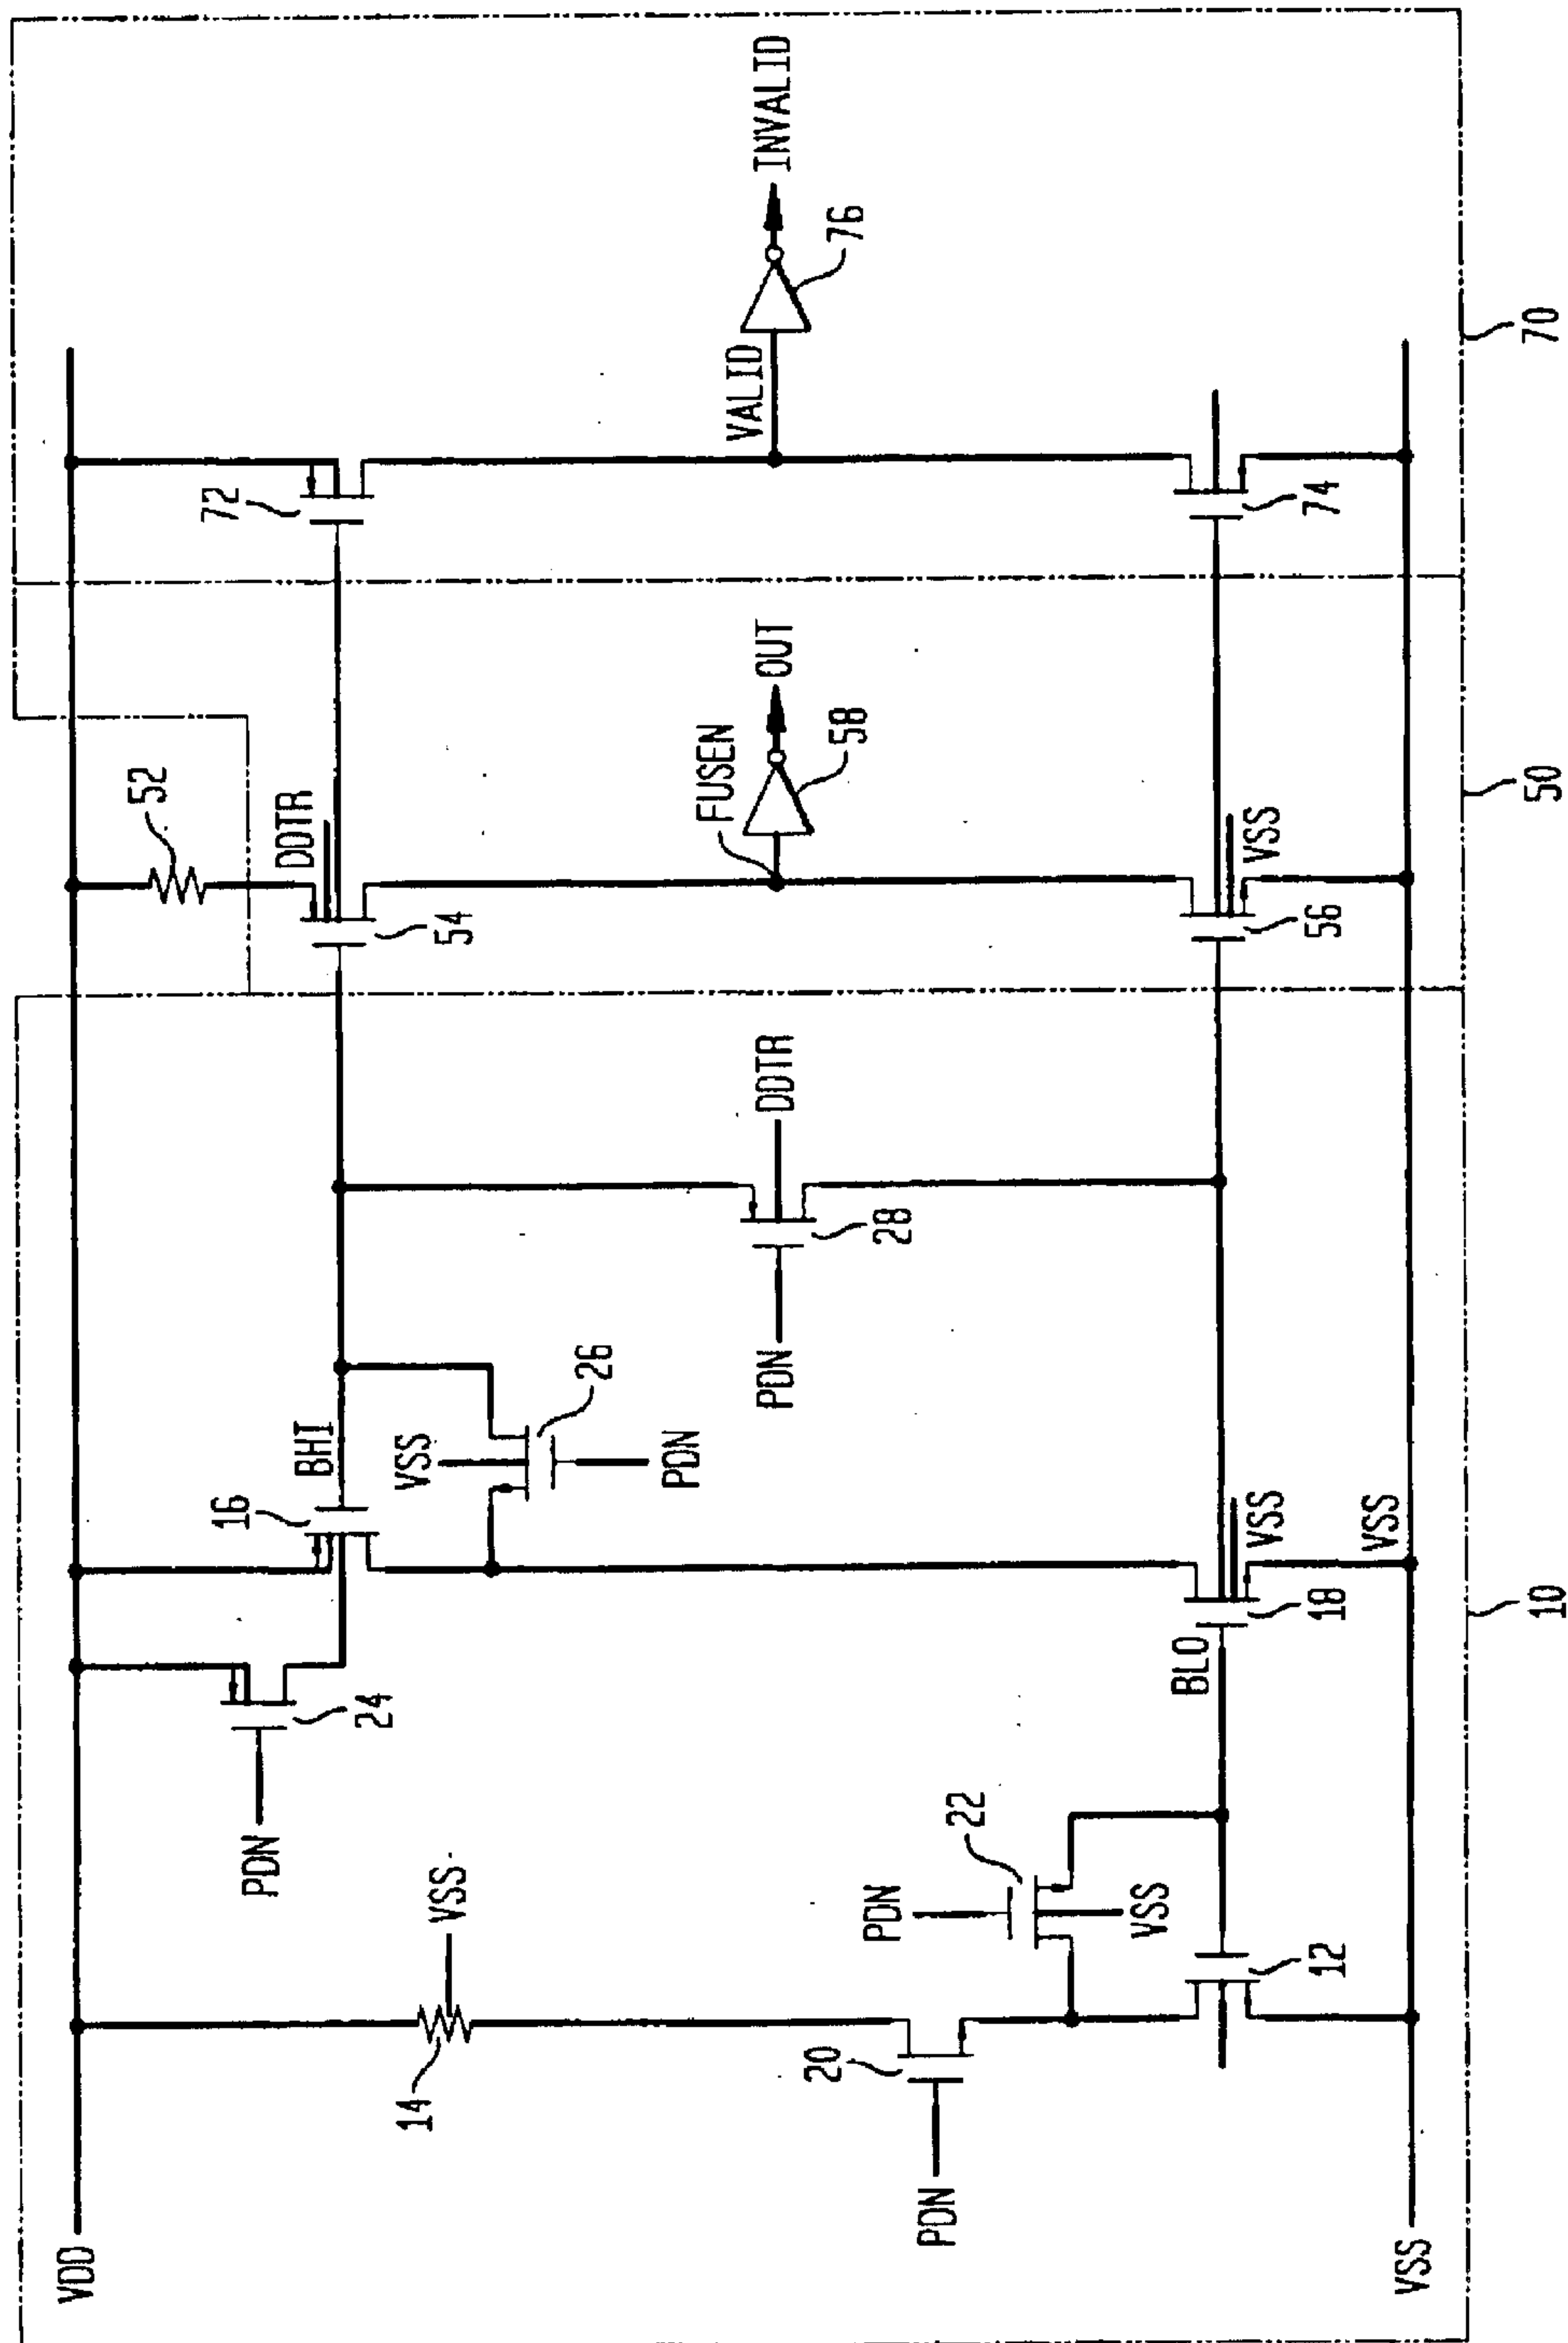 VDD
VSS
PDN
20
14
VSS
PDN
22
VSS
12
PDN
24
BLO
16
BHI
VSS
26
PDN
18
VSS
VSS
PDN
28
DDTR
10
52
DDTR
54
FUSEN
58
OUT
56
VSS
50
72
VALID
76
INVALID
74
70